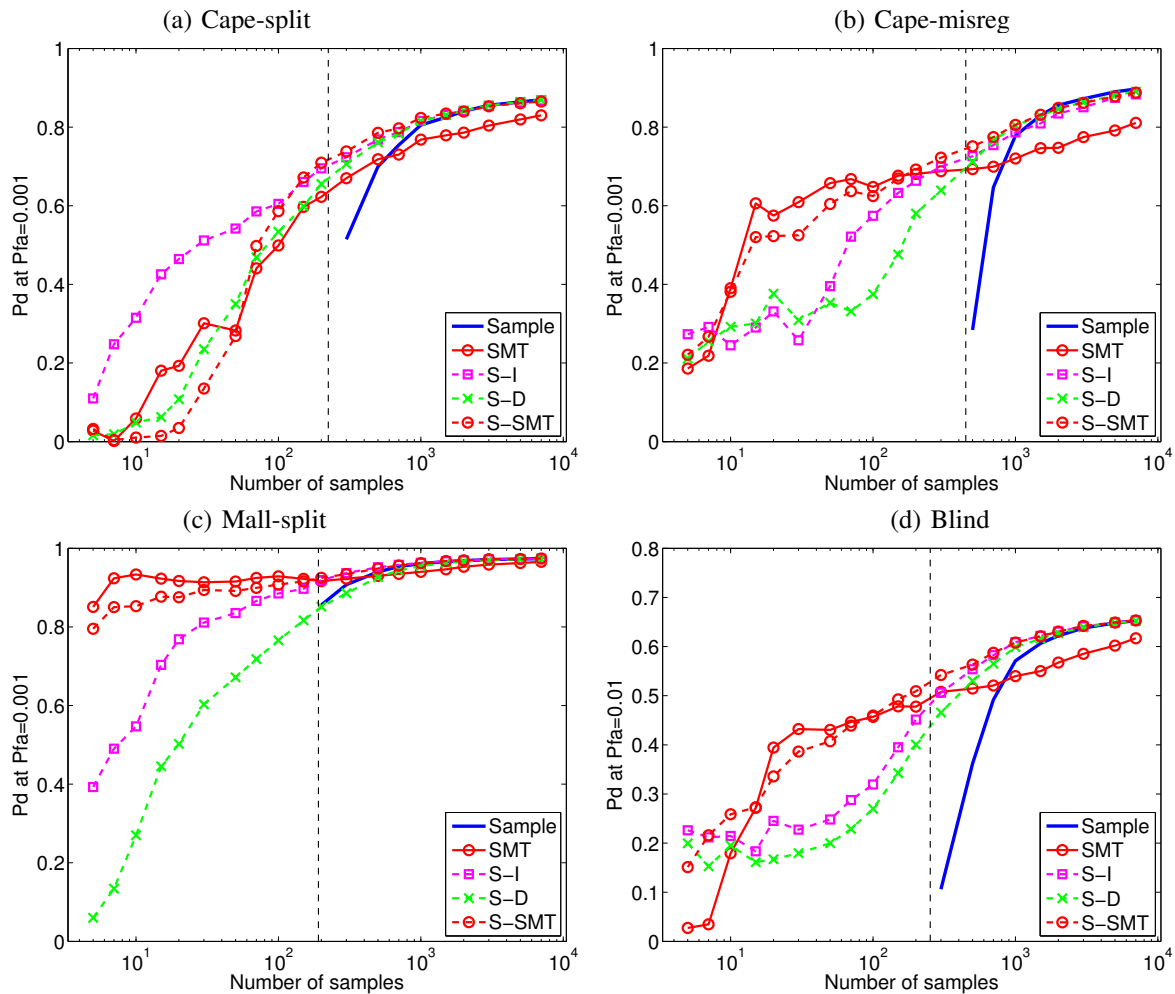 (a) Cape-split
1
0.8
0.6
0.4
0.2
0
Pd at Pfa=0.001
10^1
10^2
10^3
10^4
Number of samples
Sample
SMT
S-I
S-D
S-SMT
(b) Cape-misreg
1
0.8
0.6
0.4
0.2
0
Pd at Pfa=0.001
10^1
10^2
10^3
10^4
Number of samples
Sample
SMT
S-I
S-D
S-SMT
(c) Mall-split
1
0.8
0.6
0.4
0.2
0
Pd at Pfa=0.001
10^1
10^2
10^3
10^4
Number of samples
Sample
SMT
S-I
S-D
S-SMT
(d) Blind
0.8
0.7
0.6
0.5
0.4
0.3
0.2
0.1
0
Pd at Pfa=0.01
10^1
10^2
10^3
10^4
Number of samples
Sample
SMT
S-I
S-D
S-SMT